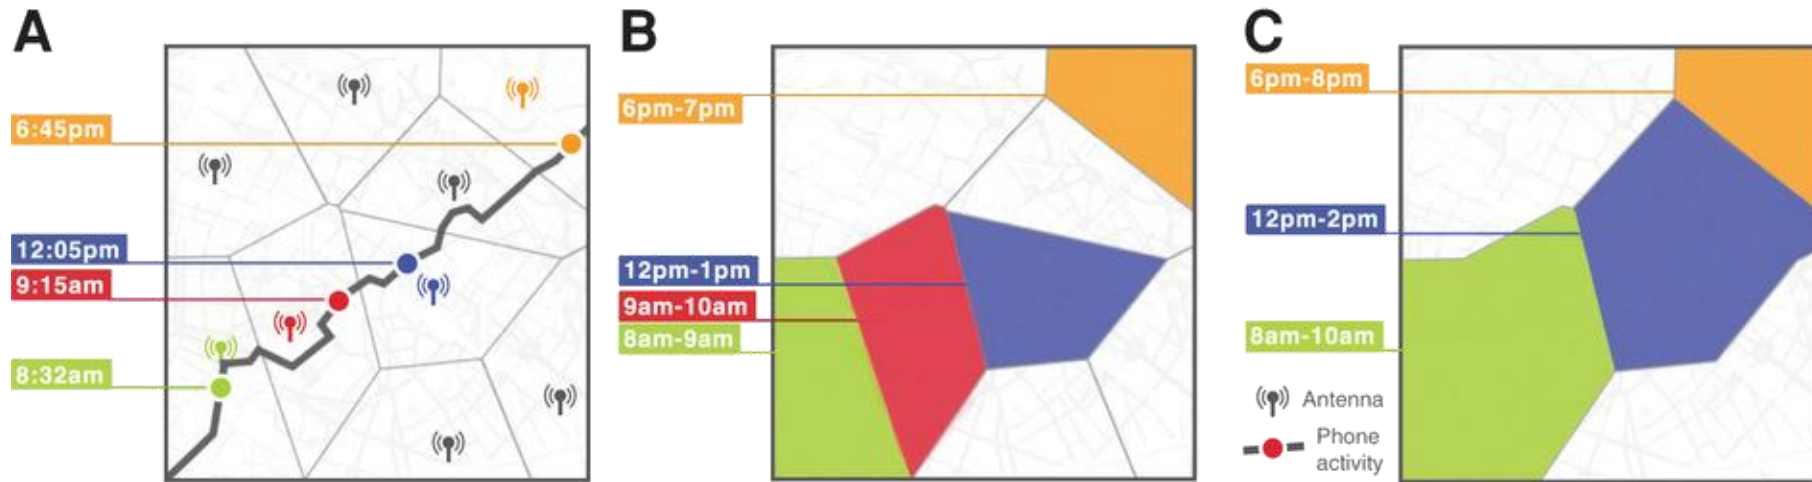 A
6:45pm
12:05pm
9:15am
8:32am
B
6pm-7pm
12pm-1pm
9am-10am
8am-9am
C
6pm-8pm
12pm-2pm
8am-10am
Antenna
Phone
activity